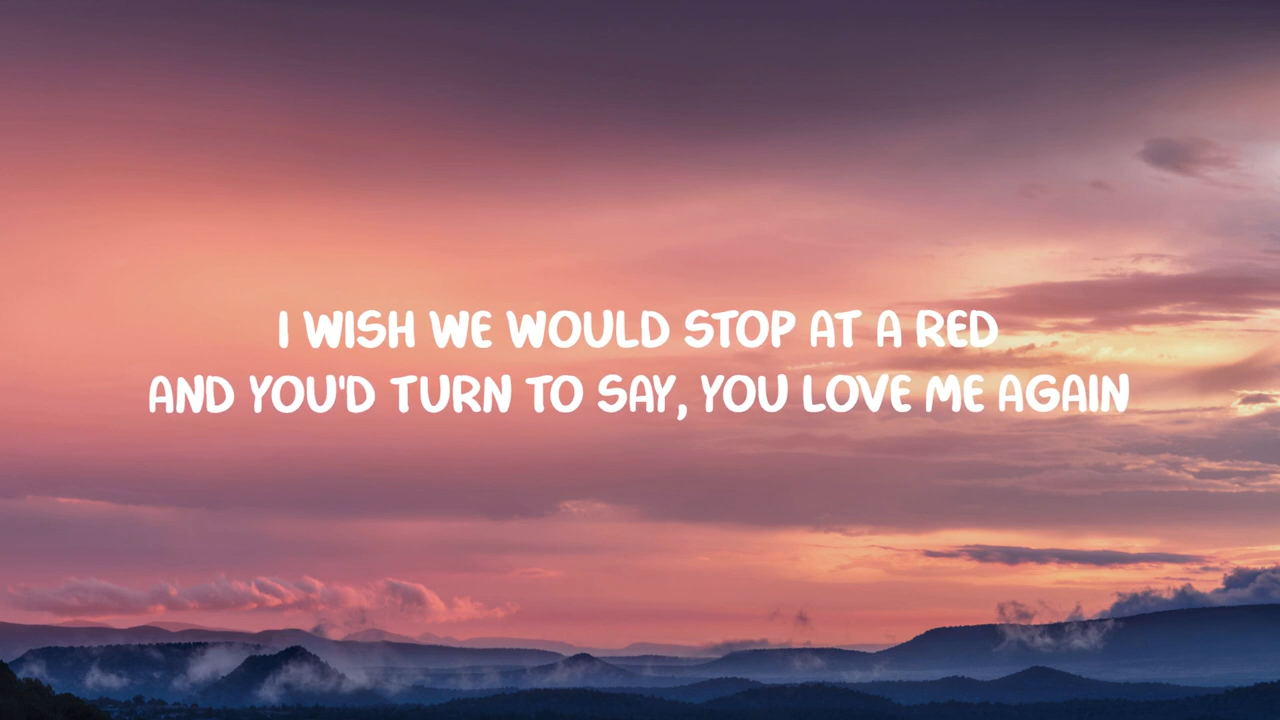 I WISH WE WOULD STOP AT A RED
AND YOU'D TURN TO SAY, YOU LOVE ME AGAIN